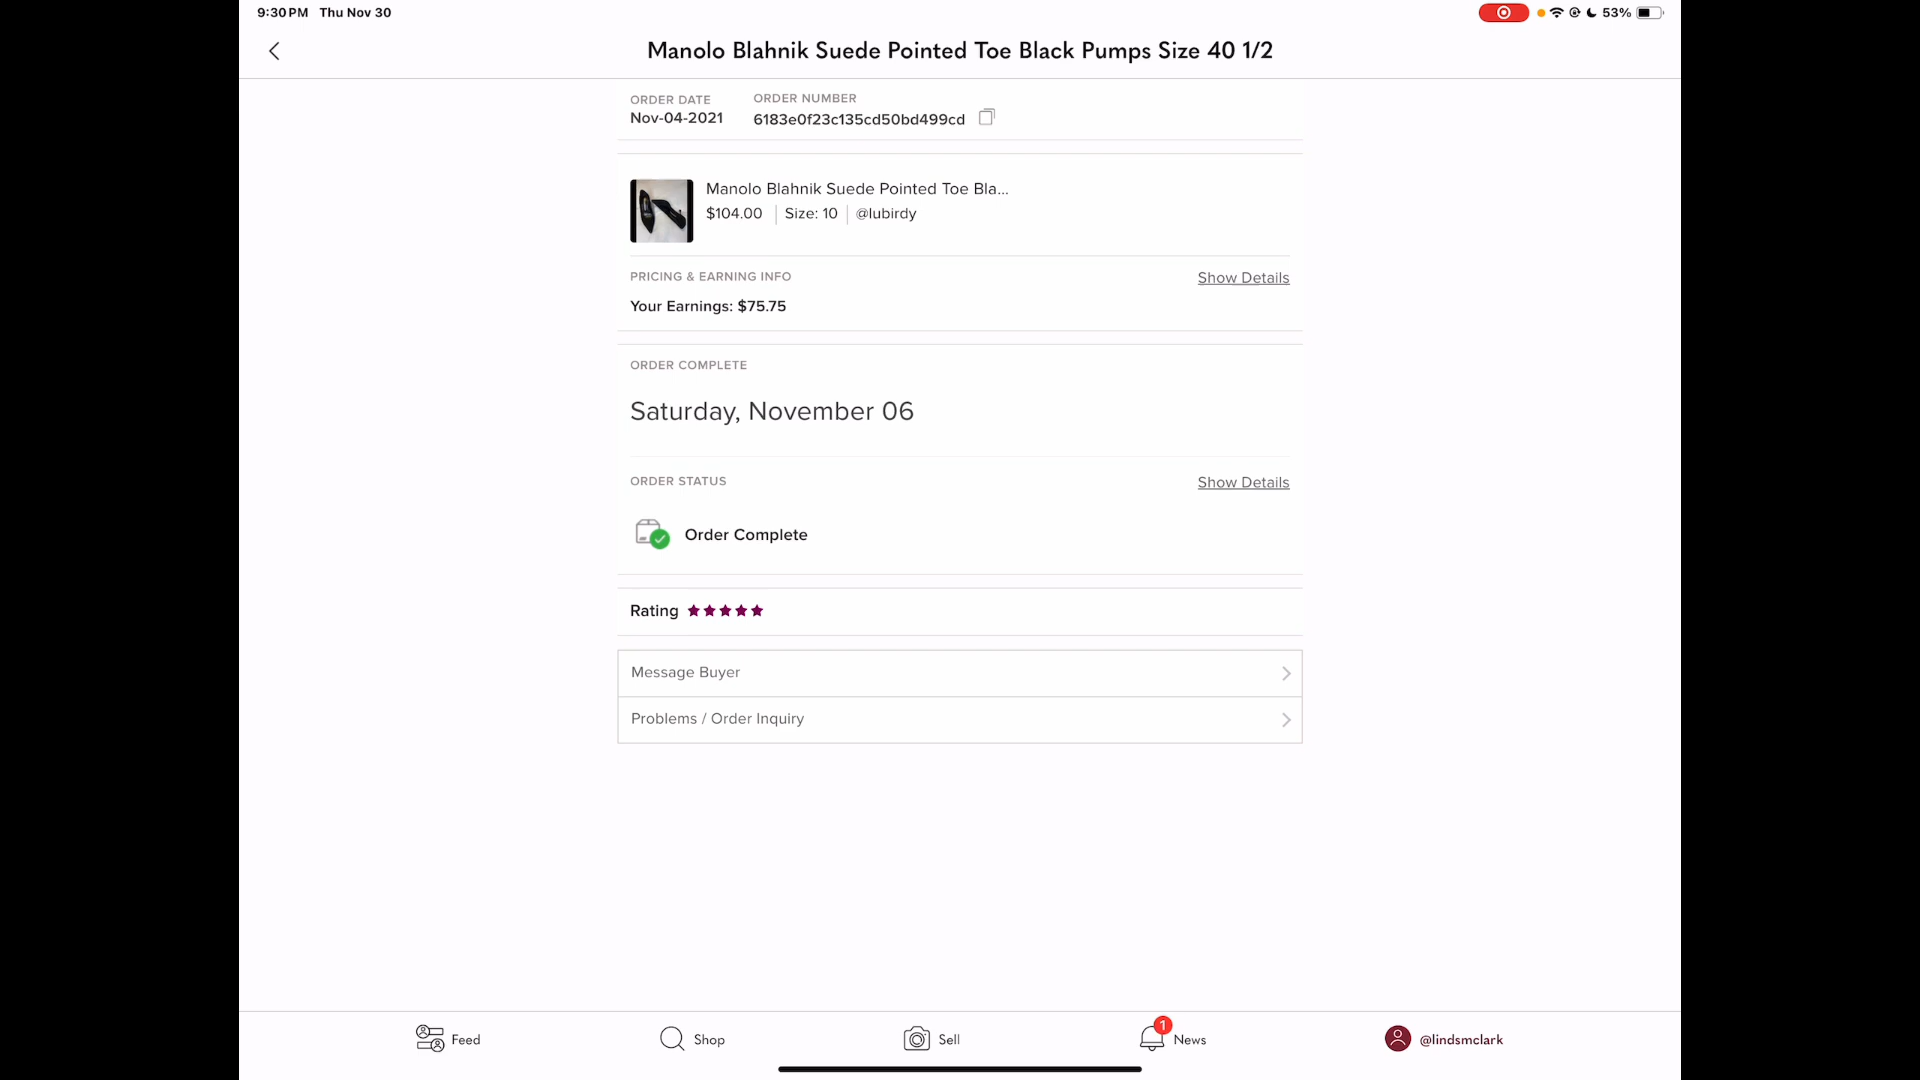 9:30 PM Thu Nov 30
53%
Manolo Blahnik Suede Pointed Toe Black Pumps Size 40 1/2
ORDER DATE
Nov-04-2021
ORDER NUMBER
6183e0f23c135cd50bd499cd
Manolo Blahnik Suede Pointed Toe Bla...
$104.00 Size: 10 @lubirdy
PRICING & EARNING INFO
Show Details
Your Earnings: $75.75
ORDER COMPLETE
Saturday, November 06
ORDER STATUS
Show Details
Order Complete
Rating
Message Buyer
Problems / Order Inquiry
Feed
Shop
Sell
1
News
@lindsmclark